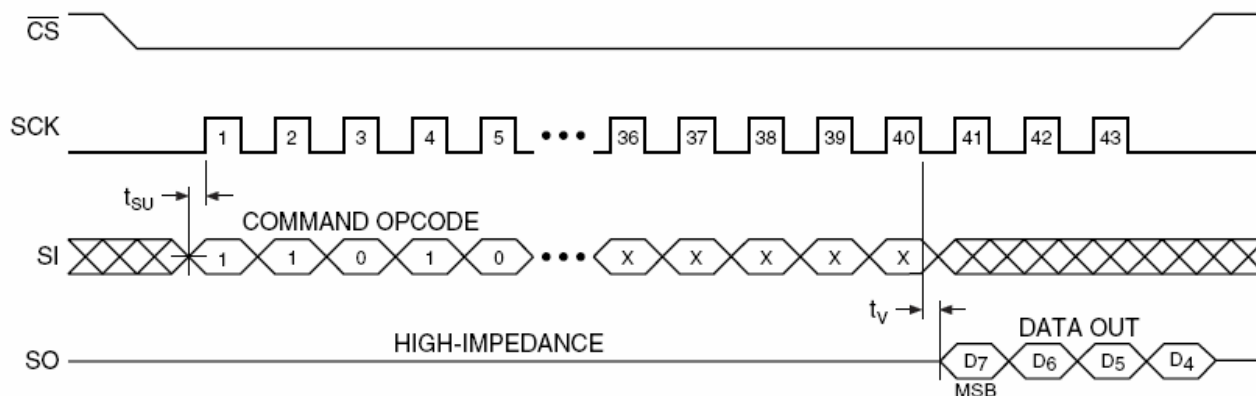 CS
SCK 1 2 3 4 5 ••• 36 37 38 39 40 41 42 43
tSU
COMMAND OPCODE
SI 1 1 0 1 0 ••• X X X X X
tV
HIGH-IMPEDANCE DATA OUT
SO D7 D6 D5 D4
MSB